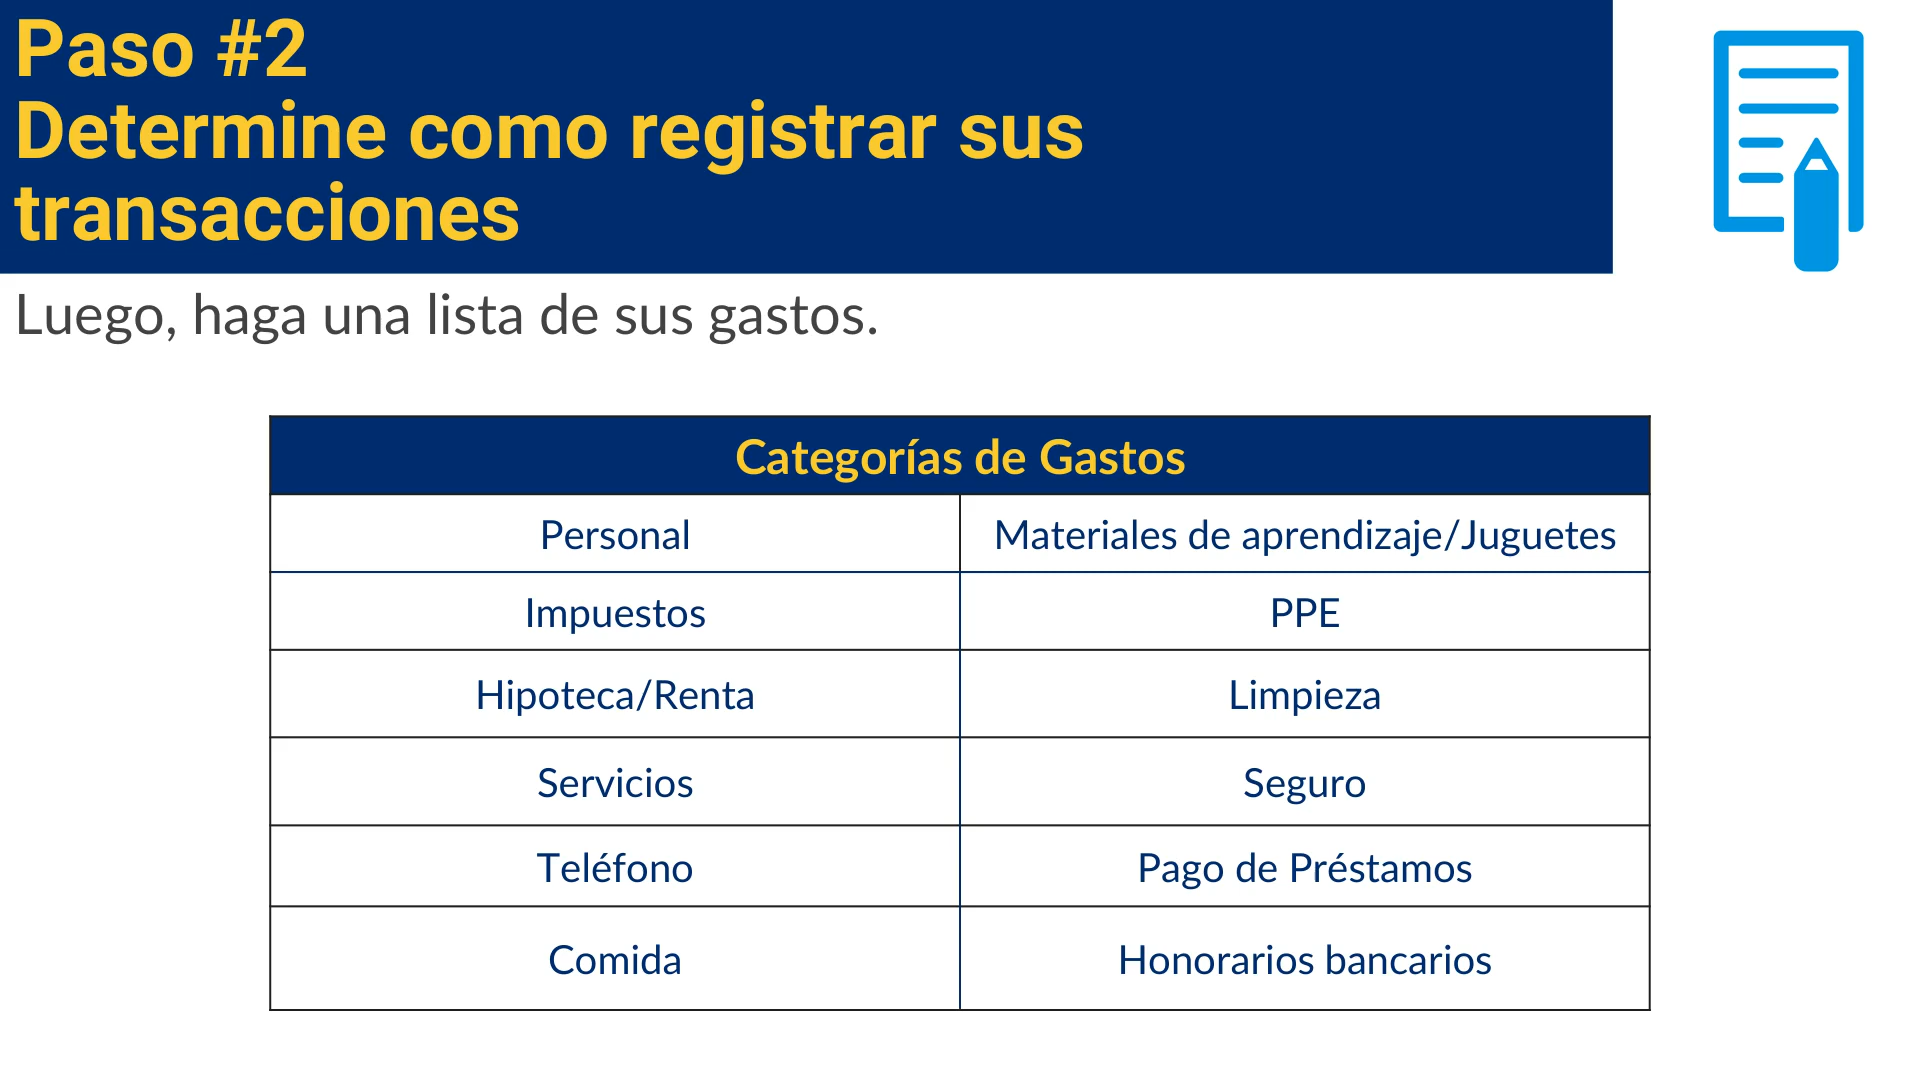 Paso #2
Determine como registrar sus
transacciones
Luego, haga una lista de sus gastos.
Categorías de Gastos
Personal
Materiales de aprendizaje/Juguetes
Impuestos
PPE
Hipoteca/Renta
Limpieza
Servicios
Seguro
Teléfono
Pago de Préstamos
Comida
Honorarios bancarios